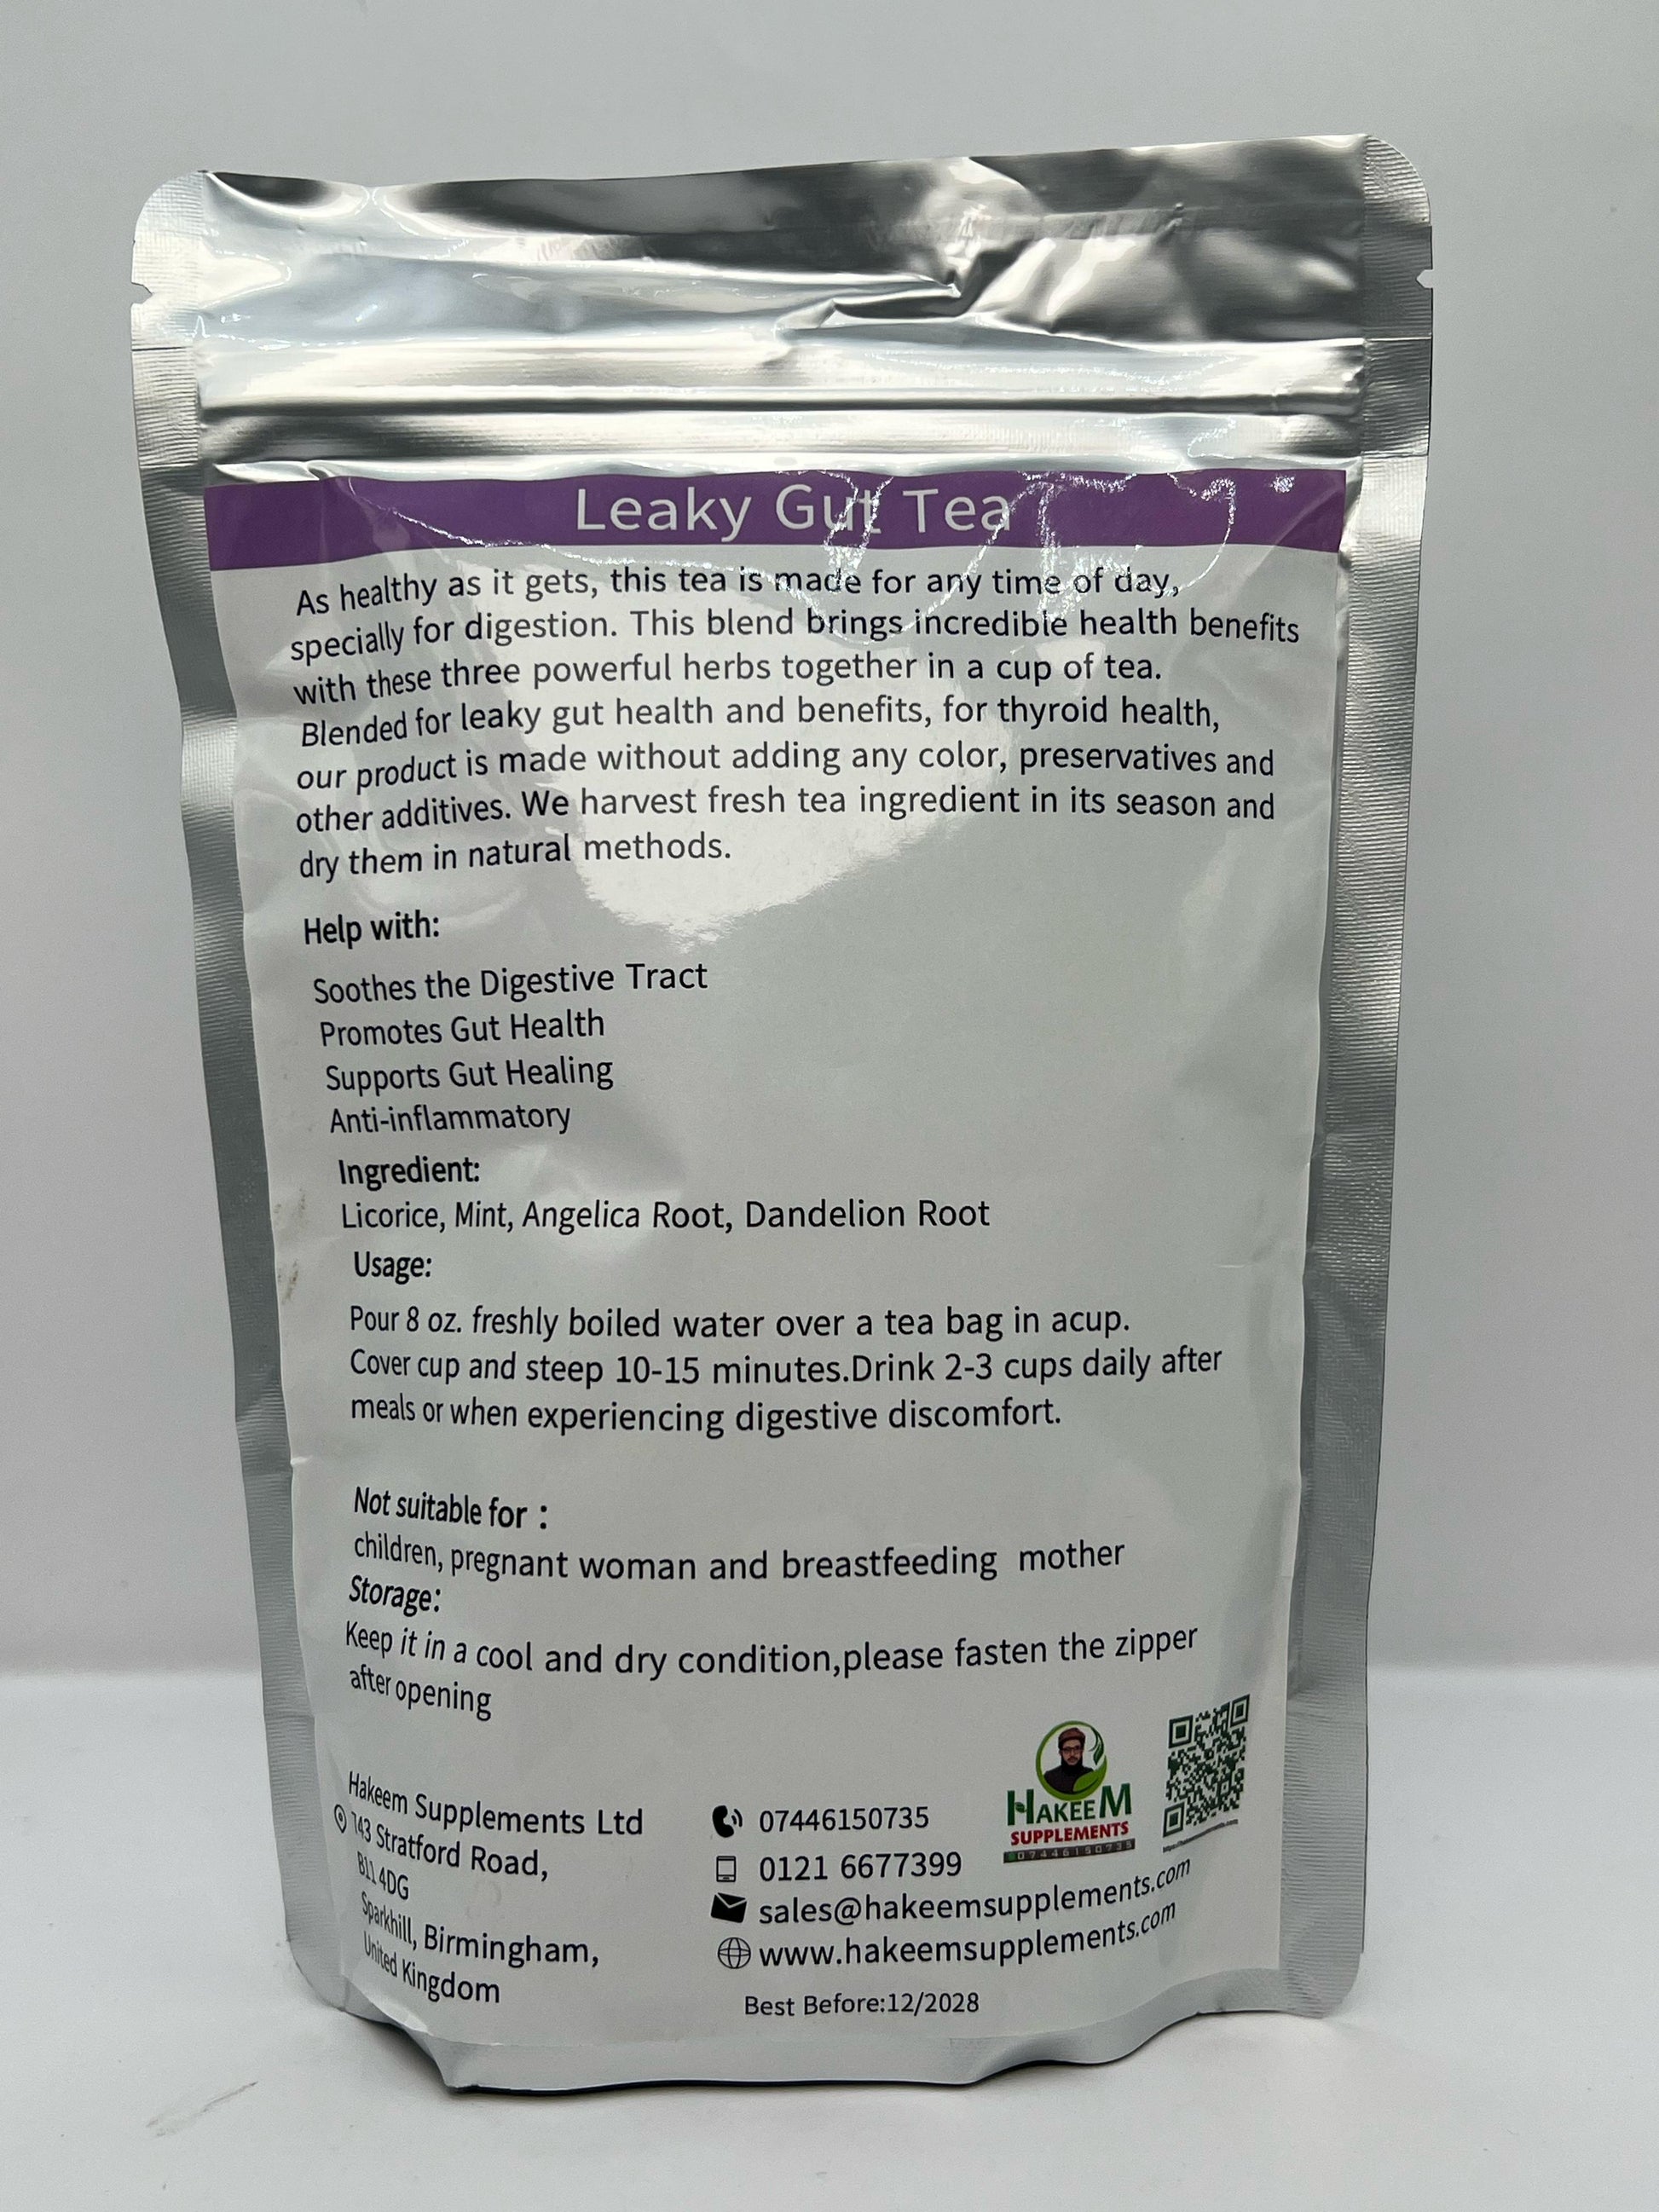 Leaky Gut Tea
As healthy as it gets, this tea is made for any time of day,
specially for digestion. This blend brings incredible health benefits
with these three powerful herbs together in a cup of tea.
Blended for leaky gut health and benefits, for thyroid health,
our product is made without adding any color, preservatives and
other additives. We harvest fresh tea ingredient in its season and
dry them in natural methods.
Help with:
Soothes the Digestive Tract
Promotes Gut Health
Supports Gut Healing
Anti-inflammatory
Ingredient:
Licorice, Mint, Angelica Root, Dandelion Root
Usage:
Pour 8 oz. freshly boiled water over a tea bag in acup.
Cover cup and steep 10-15 minutes.Drink 2-3 cups daily after
meals or when experiencing digestive discomfort.
Not suitable for :
children, pregnant woman and breastfeeding mother
Storage:
Keep it in a cool and dry condition,please fasten the zipper
after opening
Hakeem Supplements Ltd
743 Stratford Road,
B11 4DG
Sparkhill, Birmingham,
United Kingdom
07446150735
0121 6677399
sales@hakeemsupplements.com
www.hakeemsupplements.com
Best Before:12/2028
HAKEEM
SUPPLEMENTS
07446150735